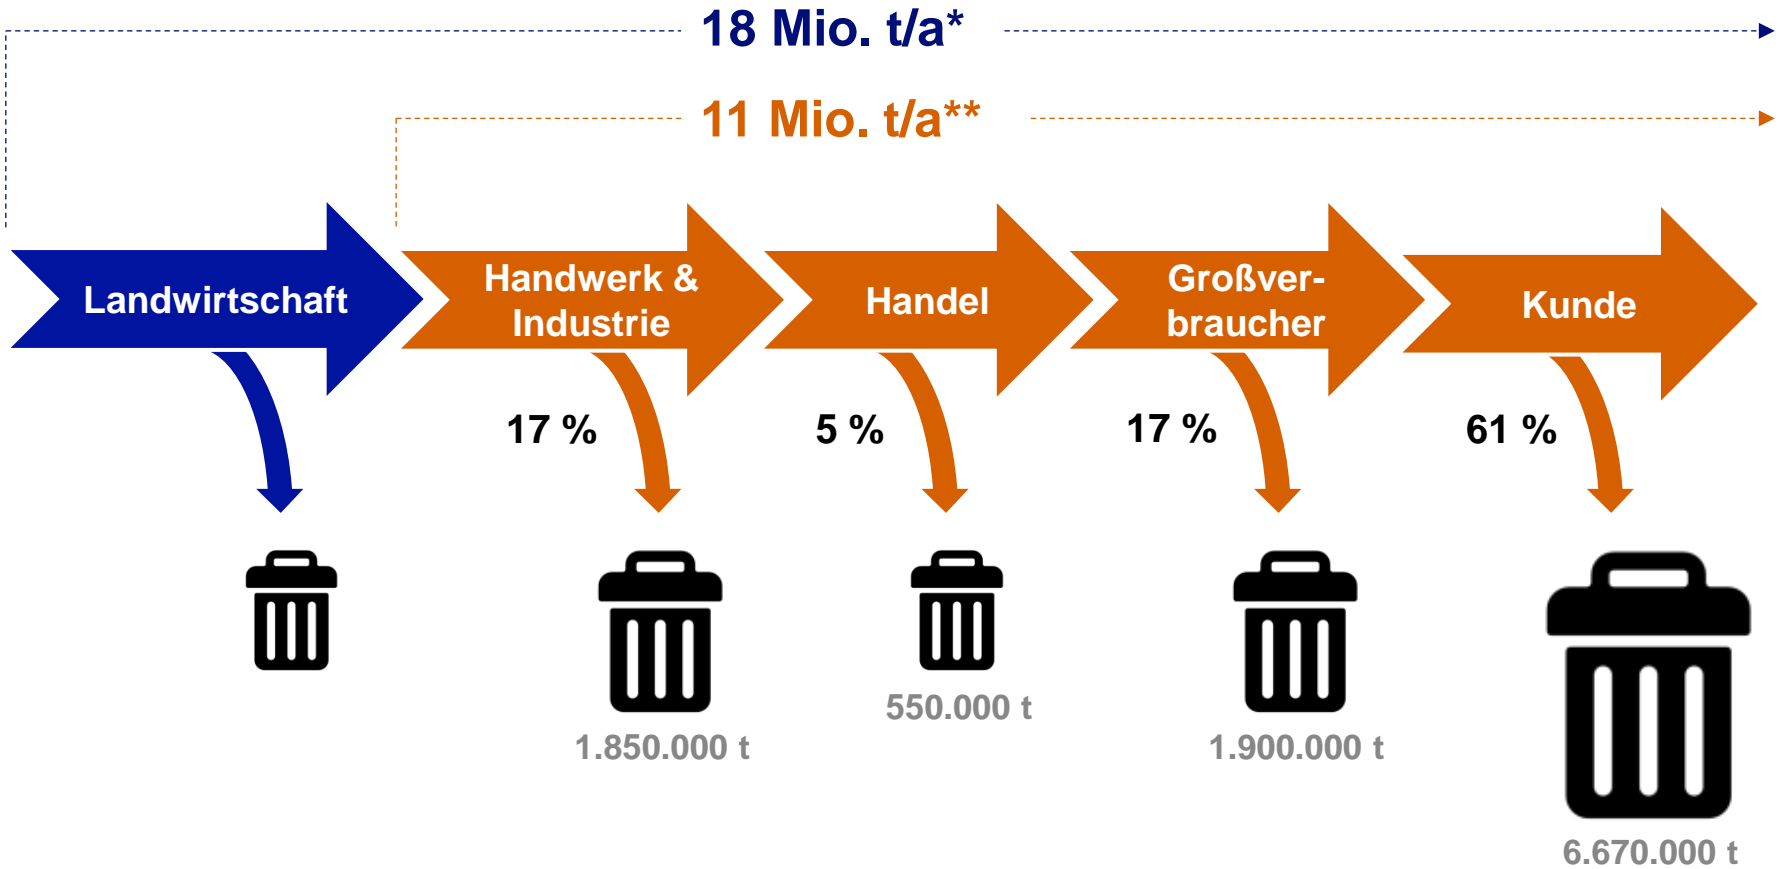 18 Mio. t/a*
11 Mio. t/a**
Landwirtschaft
Handwerk &
Industrie
Handel
Großver-
braucher
Kunde
17 %
5 %
17 %
61 %
550.000 t
1.850.000 t
1.900.000 t
6.670.000 t